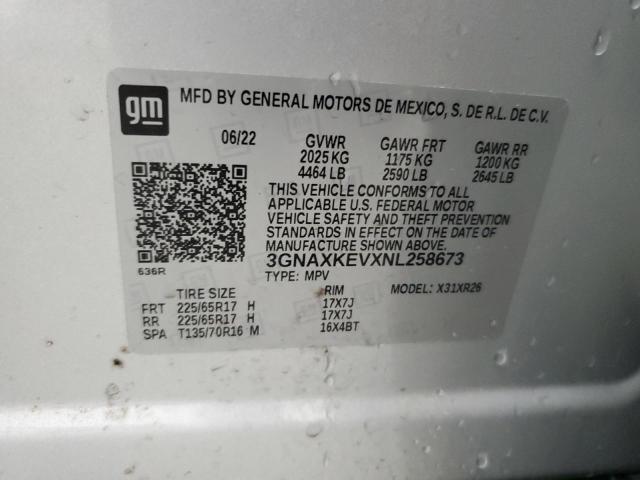 gm
MFD BY GENERAL MOTORS DE MEXICO, S. DE R.L. DE C.V.
06/22 GVWR GAWR FRT GAWR RR
2025 KG 1175 KG 1200 KG
4464 LB 2590 LB 2645 LB
THIS VEHICLE CONFORMS TO ALL
APPLICABLE U.S. FEDERAL MOTOR
VEHICLE SAFETY AND THEFT PREVENTION
STANDARDS IN EFFECT ON THE DATE OF
MANUFACTURE SHOWN ABOVE.
3GNAXKEVXNL258673
636R
TYPE: MPV MODEL: X31XR26
TIRE SIZE RIM
FRT 225/65R17 H 17X7J
RR 225/65R17 H 17X7J
SPA T135/70R16 M 16X4BT